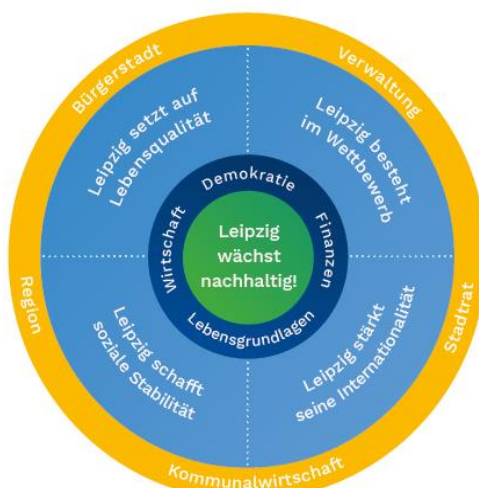 Bürgerstadt
Verwaltung
Leipzig setzt auf
Lebensqualität
Leipzig besteht
im Wettbewerb
Demokratie
Wirtschaft
Finanzen
Leipzig
wächst
nachhaltig!
Lebensgrundlagen
Region
Stadtrat
Leipzig schafft
soziale Stabilität
Leipzig stärkt
seine Internationalität
Kommunalwirtschaft